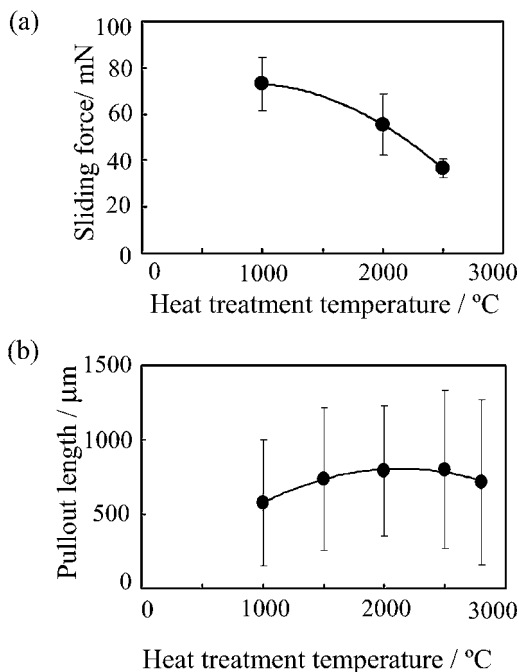 (a)
100
80
60
40
20
0
Sliding force/ mN
0 1000 2000 3000
Heat treatment temperature / ºC
(b)
1500
1000
500
0
Pullout length / μm
0 1000 2000 3000
Heat treatment temperature / ºC